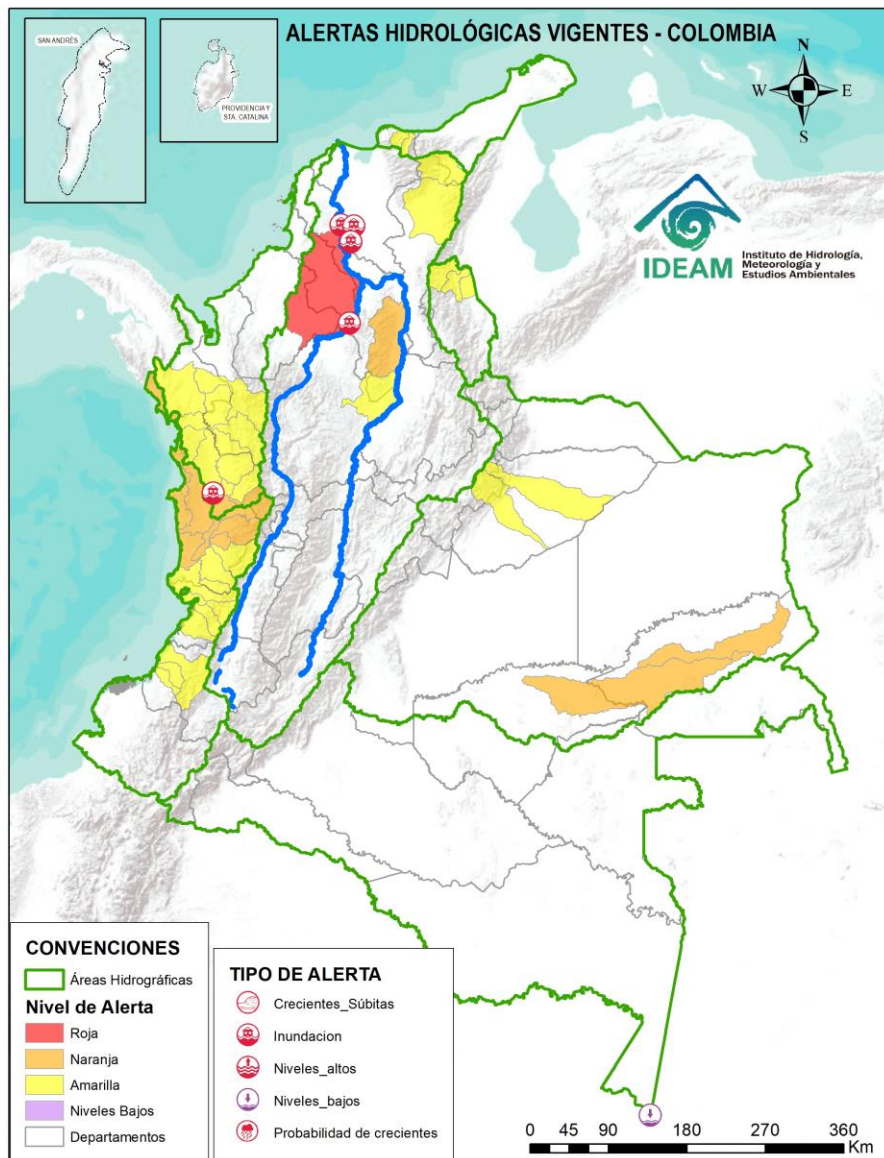 SAN ANDRÉS
PROVIDENCIA Y
STA. CATALINA
ALERTAS HIDROLÓGICAS VIGENTES - COLOMBIA
N
W
E
S
IDEAM
Instituto de Hidrología,
Meteorología y
Estudios Ambientales
CONVENCIONES
Áreas Hidrográficas
Nivel de Alerta
Roja
Naranja
Amarilla
Niveles Bajos
Departamentos
TIPO DE ALERTA
Crecientes_Súbitas
Inundacion
Niveles_altos
Niveles_bajos
Probabilidad de crecientes
0 45 90 180 270 360
Km